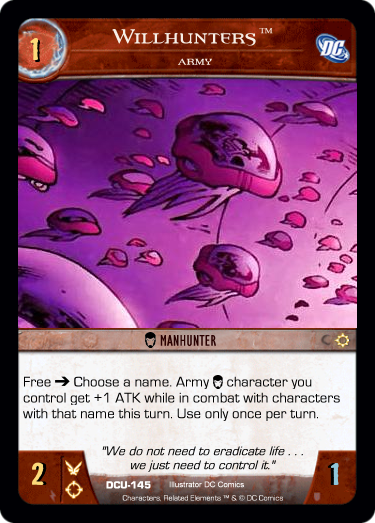 1
WILLHUNTERS™
DC
ARMY
MANHUNTER
Free ➔ Choose a name. Army character you
control get +1 ATK while in combat with characters
with that name this turn. Use only once per turn.
"We do not need to eradicate life . . .
we just need to control it."
2
DCU-145 Illustrator DC Comics
1
Characters, Related Elements ™ & © DC Comics